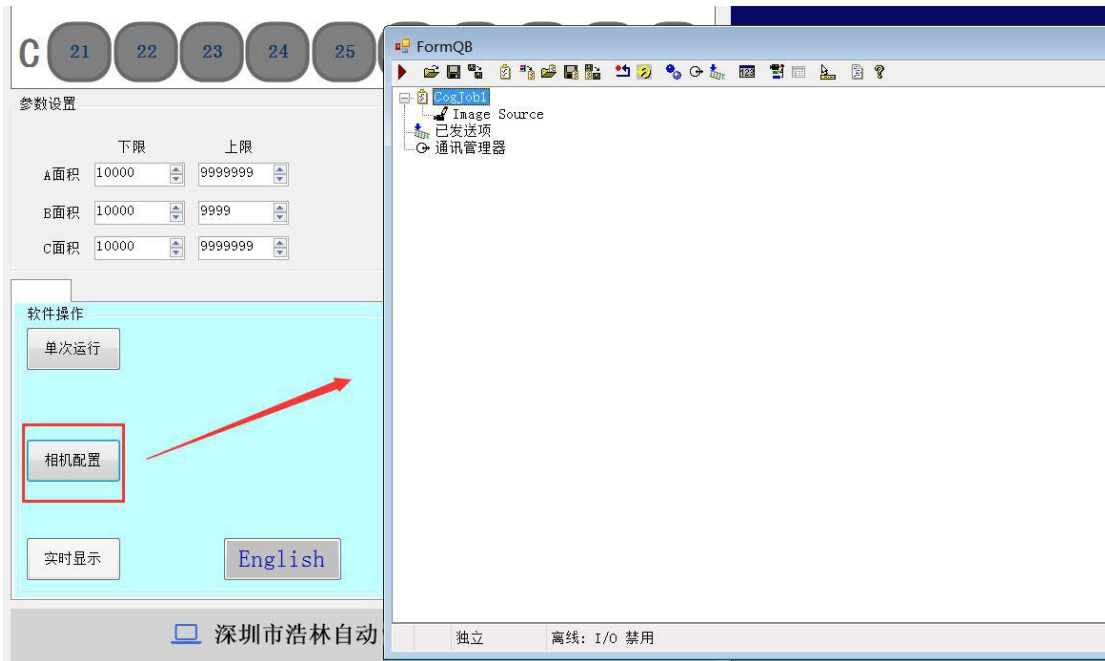 C 21 22 23 24 25
参数设置
下限 上限
A面积 10000 9999999
B面积 10000 9999
C面积 10000 9999999
软件操作
单次运行
相机配置
实时显示
English
深圳市浩林自动
FormQB
123
CogJob1
Image Source
已发送项
通讯管理器
独立 离线: I/O 禁用